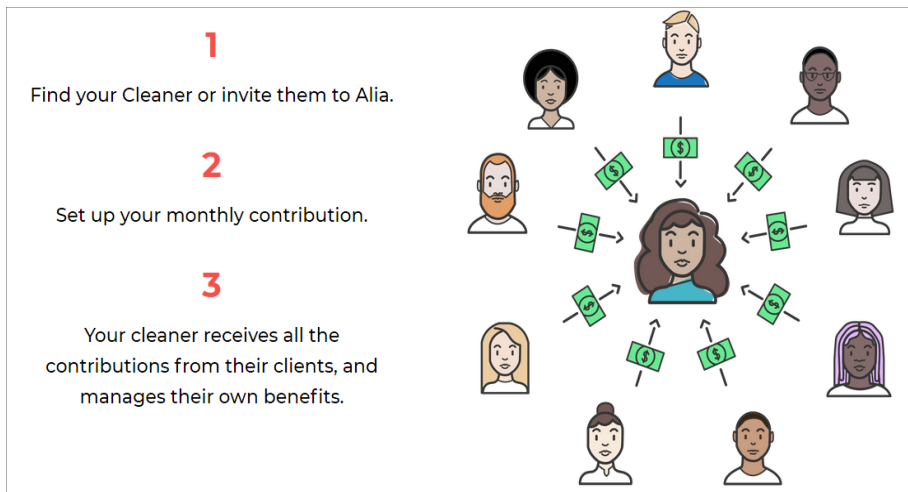 1
Find your Cleaner or invite them to Alia.
2
Set up your monthly contribution.
3
Your cleaner receives all the
contributions from their clients, and
manages their own benefits.
$
$
$
$
$
$
$
$
$